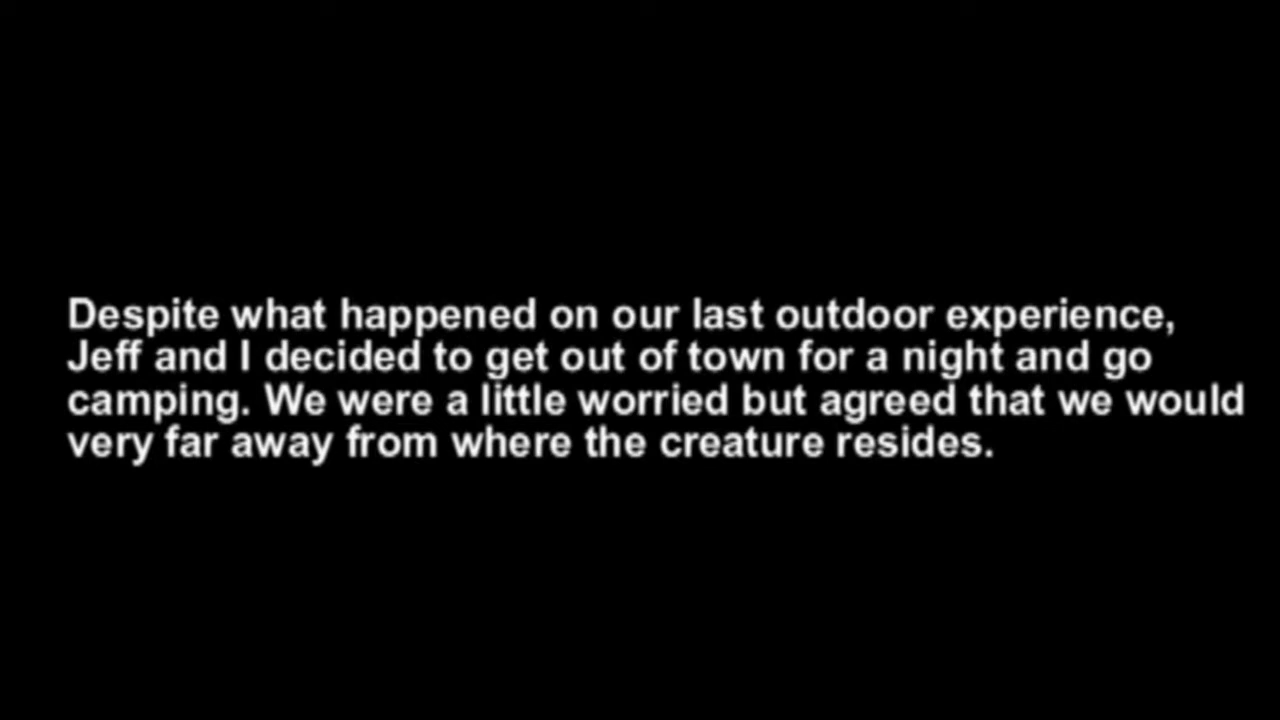 Despite what happened on our last outdoor experience,
Jeff and I decided to get out of town for a night and go
camping. We were a little worried but agreed that we would
very far away from where the creature resides.